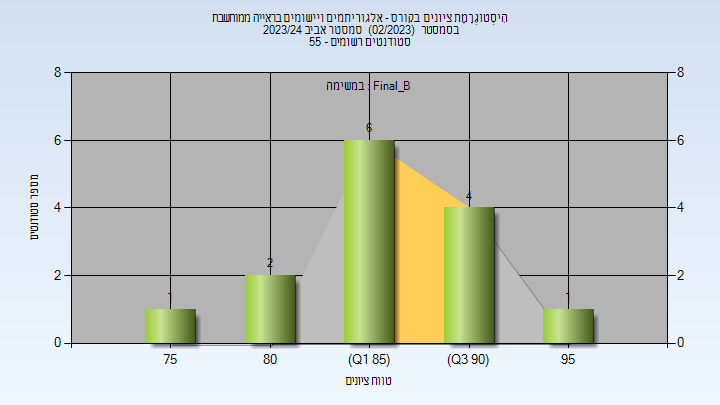 הִיסְטוֹגְרַמַת ציונים בקורס - אלגוריתמים ויישומים בראייה ממוחשבת
בסמסטר (02/2023) סמסטר אביב 2023/24
55 - סטודנטים רשומים
במשימה : Final_B
8 8
6 6
4 4
2 2
0 0
1
2
6
4
1
מספר סטודנטים
75 80 (Q1 85) (Q3 90) 95
טווח ציונים